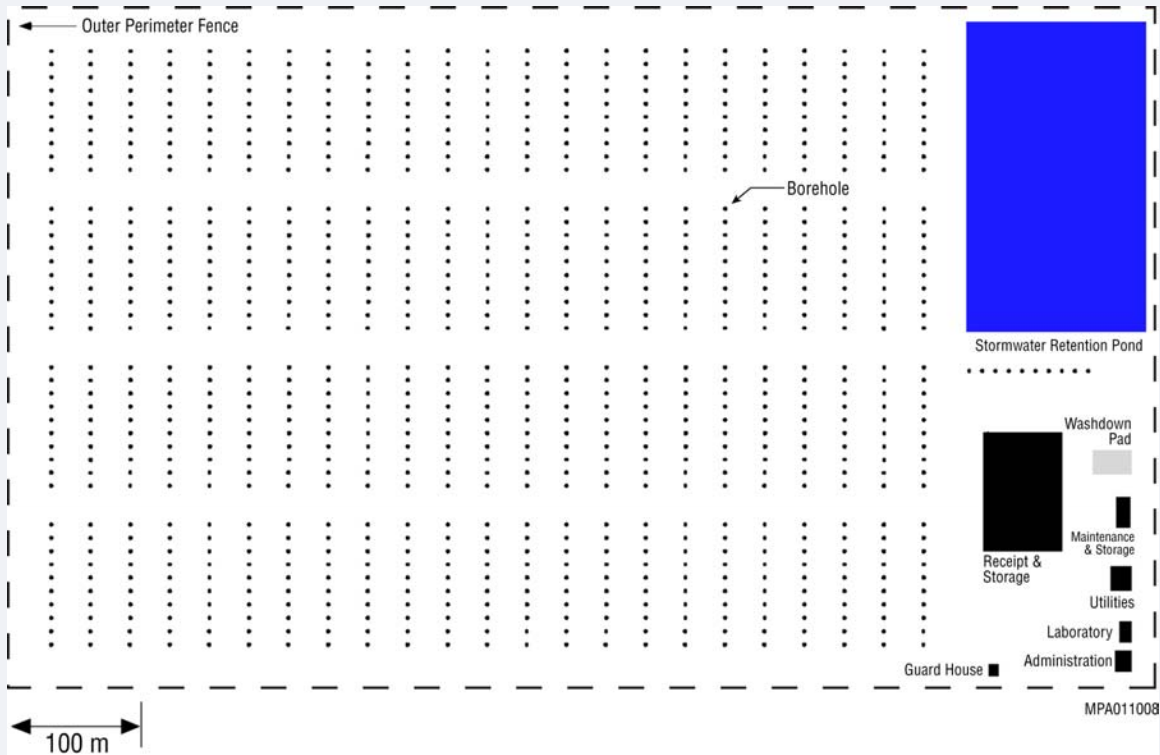 Outer Perimeter Fence
Borehole
Stormwater Retention Pond
Washdown
Pad
Maintenance
& Storage
Receipt &
Storage
Utilities
Laboratory
Administration
Guard House
MPA011008
100 m